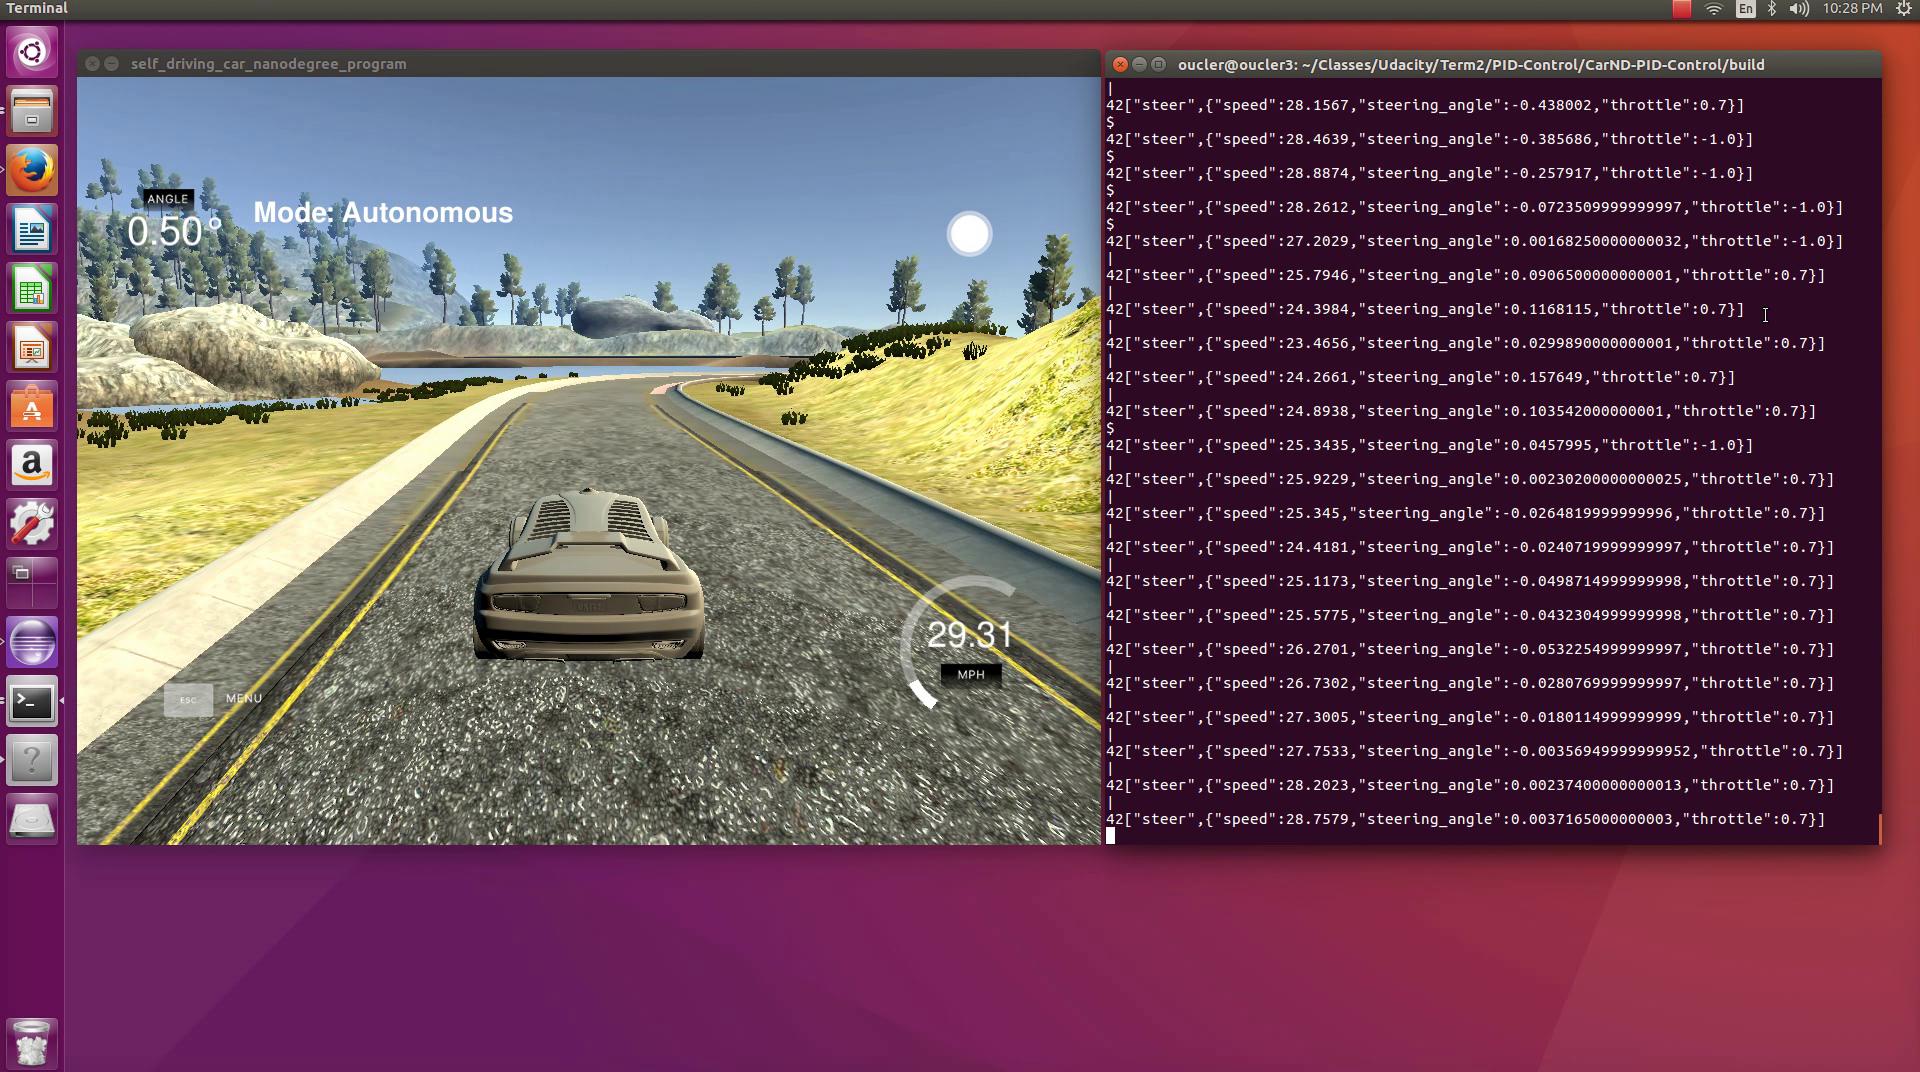 Terminal
En
10:28 PM
self_driving_car_nanodegree_program
ANGLE
0.50°
Mode: Autonomous
29.31
MPH
ESC
MENU
oucler@oucler3: ~/Classes/Udacity/Term2/PID-Control/CarND-PID-Control/build
|
42["steer",{"speed":28.1567,"steering_angle":-0.438002,"throttle":0.7}]
$
42["steer",{"speed":28.4639,"steering_angle":-0.385686,"throttle":-1.0}]
$
42["steer",{"speed":28.8874,"steering_angle":-0.257917,"throttle":-1.0}]
$
42["steer",{"speed":28.2612,"steering_angle":-0.0723509999999997,"throttle":-1.0}]
$
42["steer",{"speed":27.2029,"steering_angle":0.00168250000000032,"throttle":-1.0}]
|
42["steer",{"speed":25.7946,"steering_angle":0.0906500000000001,"throttle":0.7}]
|
42["steer",{"speed":24.3984,"steering_angle":0.1168115,"throttle":0.7}]
|
42["steer",{"speed":23.4656,"steering_angle":0.0299890000000001,"throttle":0.7}]
|
42["steer",{"speed":24.2661,"steering_angle":0.157649,"throttle":0.7}]
|
42["steer",{"speed":24.8938,"steering_angle":0.103542000000001,"throttle":0.7}]
$
42["steer",{"speed":25.3435,"steering_angle":0.0457995,"throttle":-1.0}]
|
42["steer",{"speed":25.9229,"steering_angle":0.00230200000000025,"throttle":0.7}]
|
42["steer",{"speed":25.345,"steering_angle":-0.0264819999999996,"throttle":0.7}]
|
42["steer",{"speed":24.4181,"steering_angle":-0.0240719999999997,"throttle":0.7}]
|
42["steer",{"speed":25.1173,"steering_angle":-0.0498714999999998,"throttle":0.7}]
|
42["steer",{"speed":25.5775,"steering_angle":-0.0432304999999998,"throttle":0.7}]
|
42["steer",{"speed":26.2701,"steering_angle":-0.0532254999999997,"throttle":0.7}]
|
42["steer",{"speed":26.7302,"steering_angle":-0.0280769999999997,"throttle":0.7}]
|
42["steer",{"speed":27.3005,"steering_angle":-0.0180114999999999,"throttle":0.7}]
|
42["steer",{"speed":27.7533,"steering_angle":-0.00356949999999952,"throttle":0.7}]
|
42["steer",{"speed":28.2023,"steering_angle":0.00237400000000013,"throttle":0.7}]
|
42["steer",{"speed":28.7579,"steering_angle":0.0037165000000003,"throttle":0.7}]